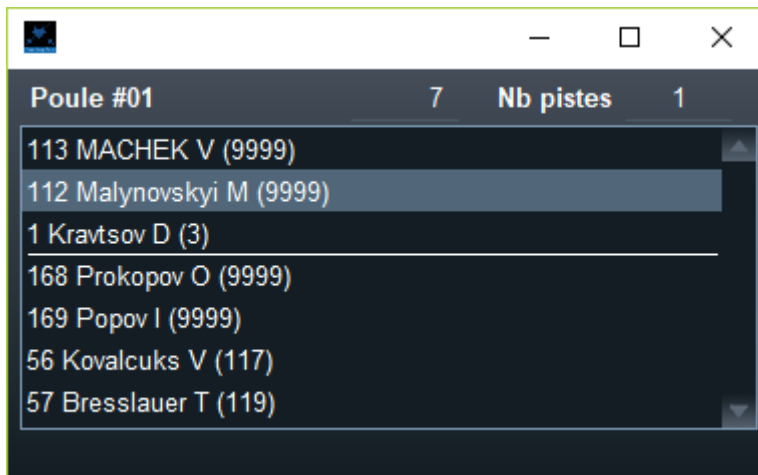 Poule #01 7 Nb pistes 1
113 MACHEK V (9999)
112 Malynovskyi M (9999)
1 Kravtsov D (3)
168 Prokopov O (9999)
169 Popov I (9999)
56 Kovalcuks V (117)
57 Bresslauer T (119)